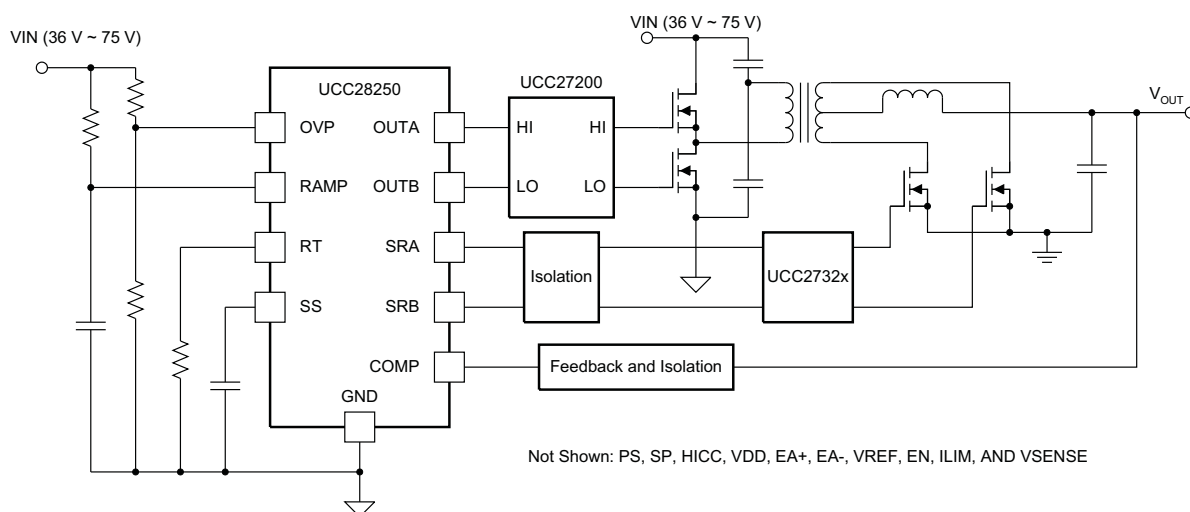 VIN (36 V ~ 75 V)
VIN (36 V ~ 75 V)
UCC28250
UCC27200
V_OUT
OVP
OUTA
HI
HI
RAMP
OUTB
LO
LO
RT
SRA
Isolation
UCC2732x
SS
SRB
COMP
Feedback and Isolation
GND
Not Shown: PS, SP, HICC, VDD, EA+, EA-, VREF, EN, ILIM, AND VSENSE